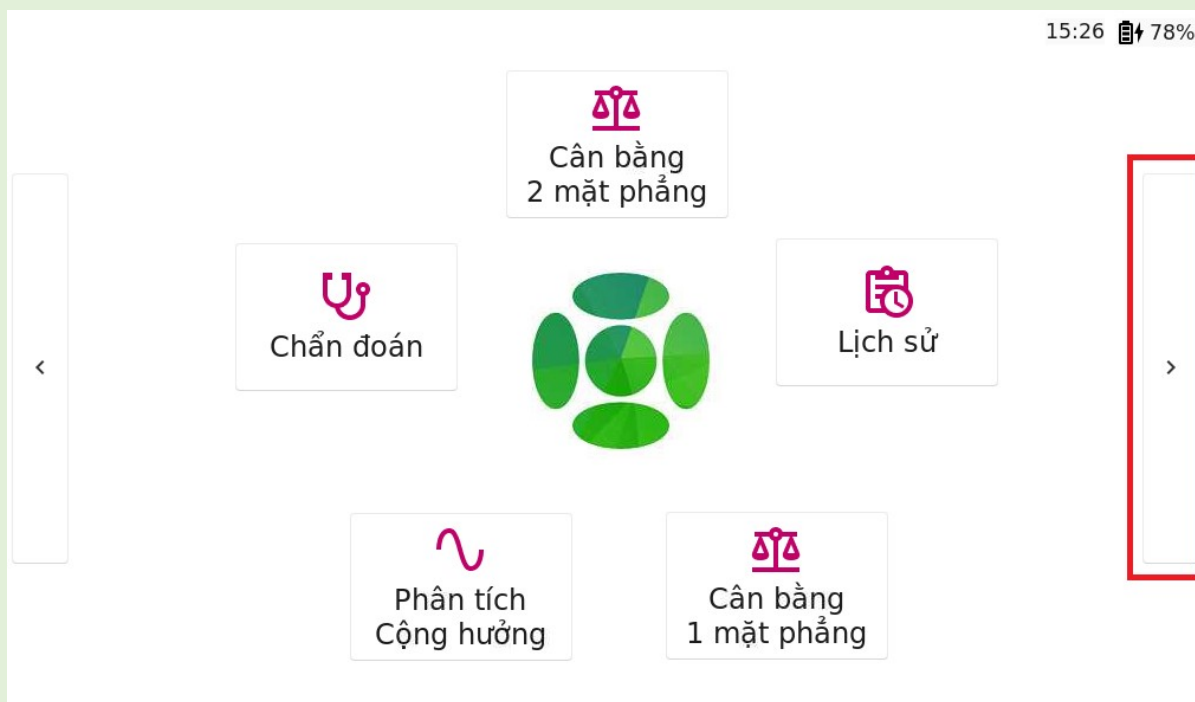 15:26 78%
Cân bằng
2 mặt phẳng
Chẩn đoán
Lịch sử
Phân tích
Cộng hưởng
Cân bằng
1 mặt phẳng